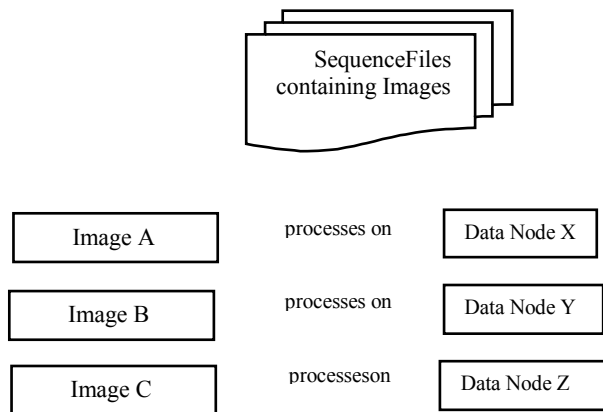 SequenceFiles
containing Images
Image A processes on Data Node X
Image B processes on Data Node Y
Image C processeson Data Node Z